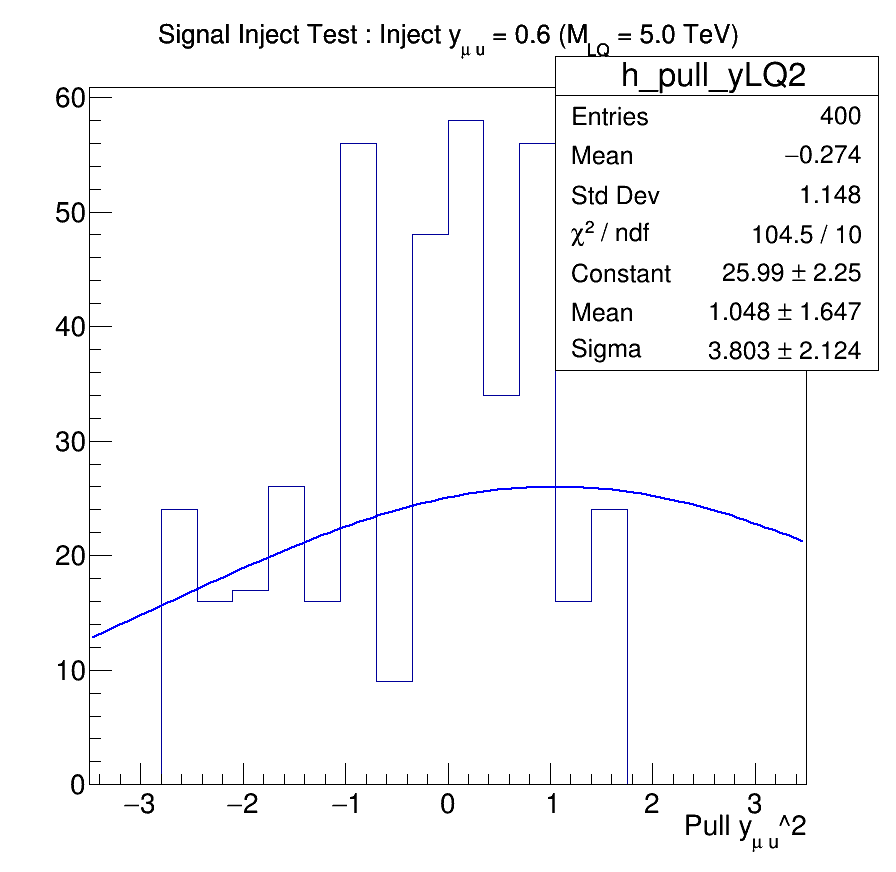 Signal Inject Test : Inject y_μ u = 0.6 (M_LQ = 5.0 TeV)
h_pull_yLQ2
Entries 400
Mean −0.274
Std Dev 1.148
χ² / ndf 104.5 / 10
Constant 25.99 ± 2.25
Mean 1.048 ± 1.647
Sigma 3.803 ± 2.124
60
50
40
30
20
10
0
−3 −2 −1 0 1 2 3
Pull y_μ u^2